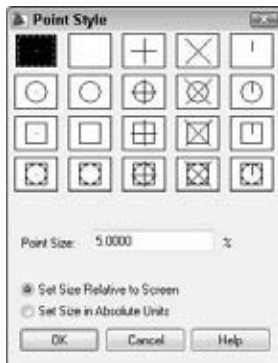 Point Style
Point Size: 5.0000 %
Set Size Relative to Screen
Set Size in Absolute Units
OK Cancel Help